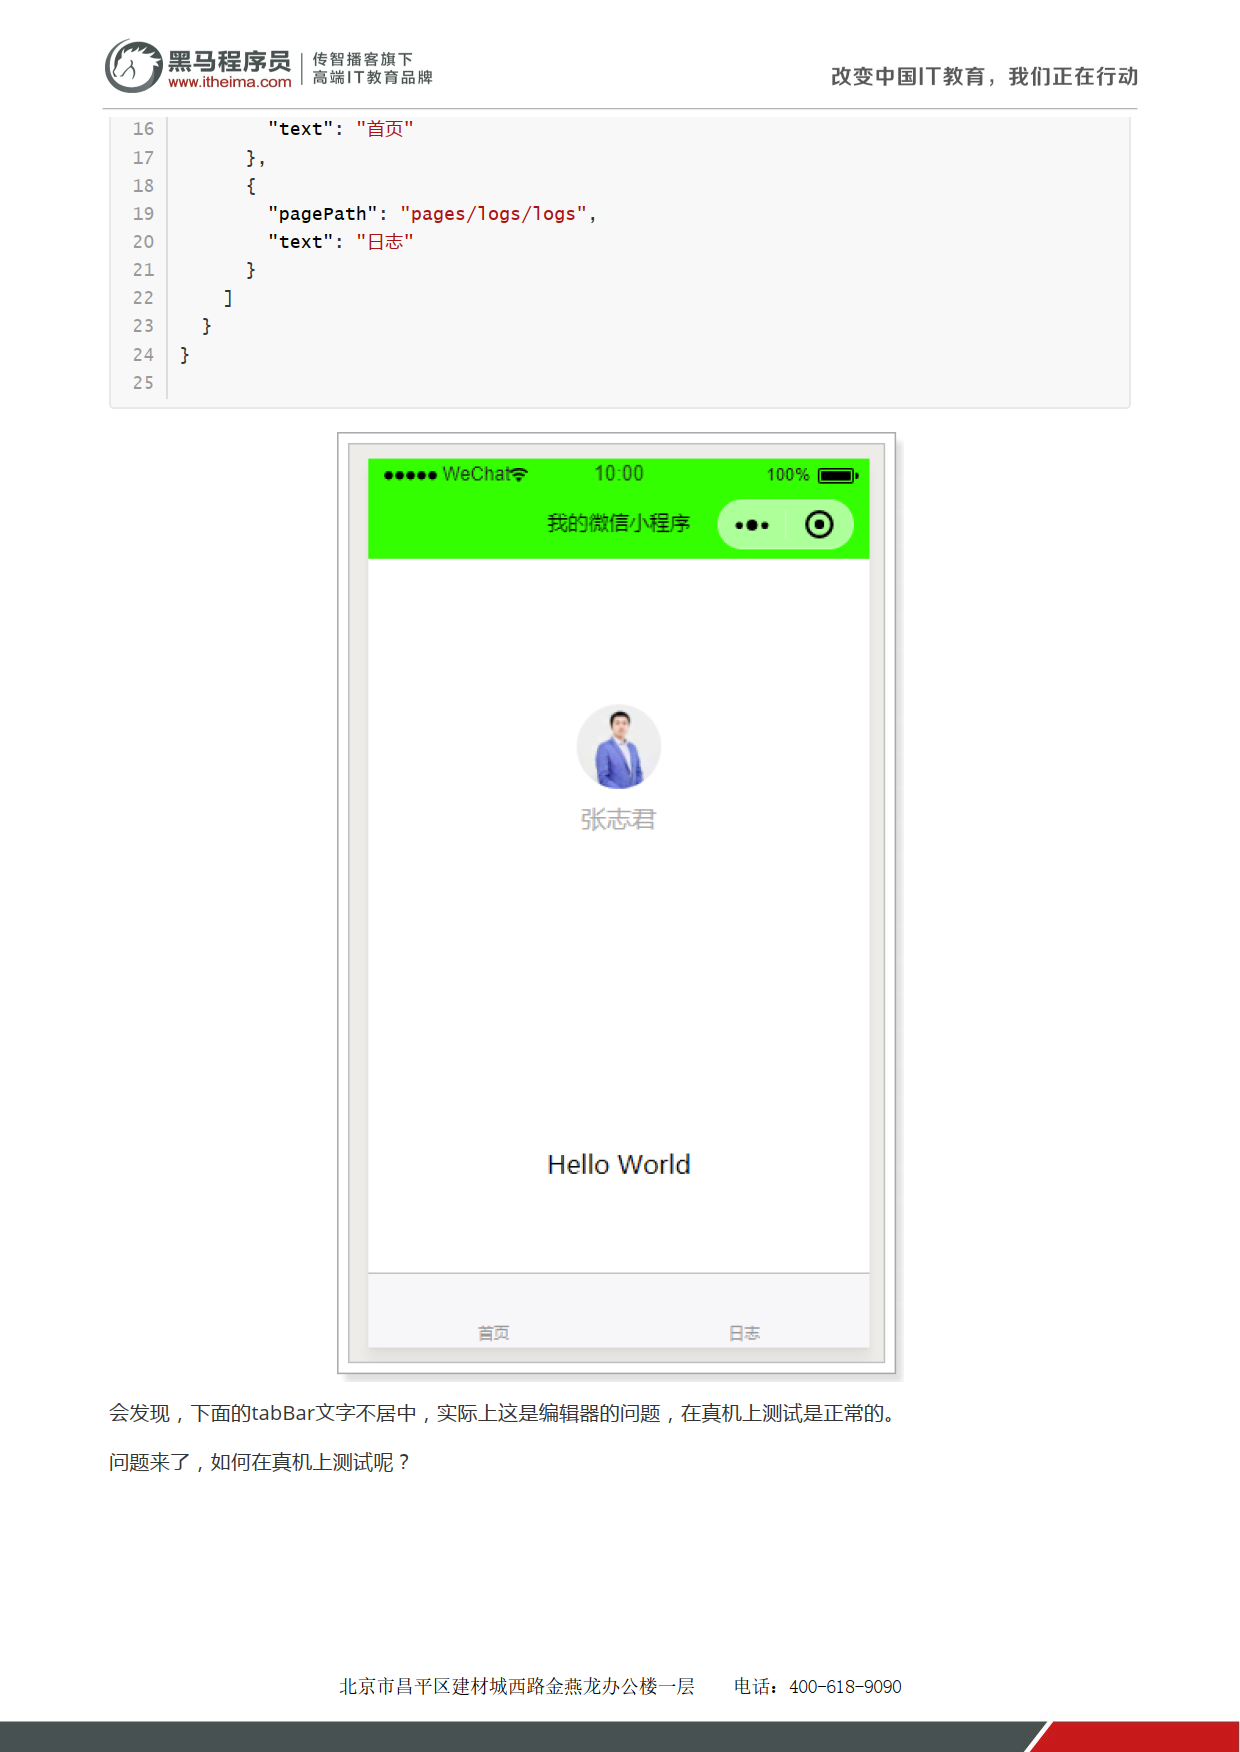 黑马程序员
www.itheima.com
传智播客旗下
高端IT教育品牌
改变中国IT教育，我们正在行动
16 "text": "首页"
17 },
18 {
19 "pagePath": "pages/logs/logs",
20 "text": "日志"
21 }
22 ]
23 }
24 }
25
WeChat 10:00 100%
我的微信小程序
张志君
Hello World
首页 日志
会发现，下面的tabBar文字不居中，实际上这是编辑器的问题，在真机上测试是正常的。
问题来了，如何在真机上测试呢？
北京市昌平区建材城西路金燕龙办公楼一层 电话：400-618-9090